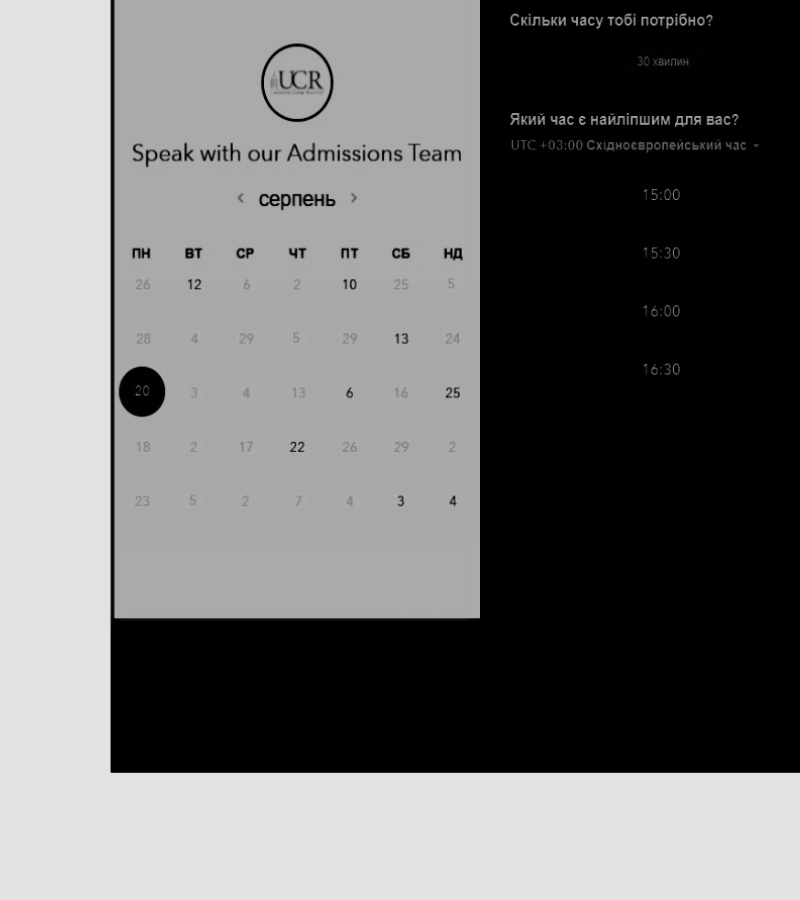 UCR
Speak with our Admissions Team
серпень
ПН ВТ СР ЧТ ПТ СБ НД
26 12 6 2 10 25 5
28 4 29 5 29 13 24
20 3 4 13 6 16 25
18 2 17 22 26 29 2
23 5 2 7 4 3 4
Скільки часу тобі потрібно?
30 хвилин
Який час є найліпшим для вас?
UTC +03:00 Східноєвропейський час
15:00
15:30
16:00
16:30